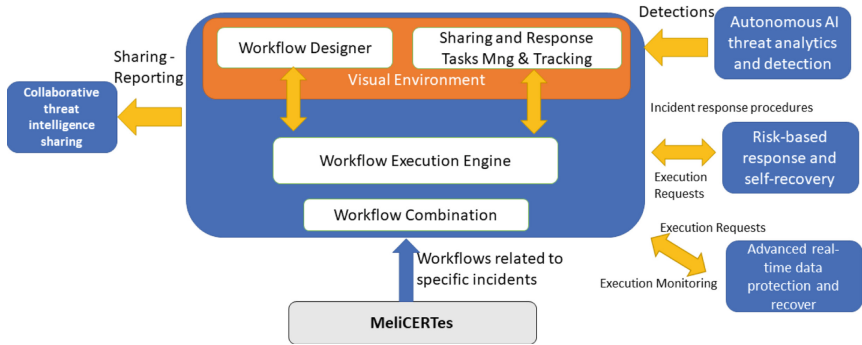 Detections
Autonomous AI
threat analytics
and detection
Workflow Designer
Sharing and Response
Tasks Mng & Tracking
Visual Environment
Sharing -
Reporting
Collaborative
threat
intelligence
sharing
Incident response procedures
Risk-based
response and
self-recovery
Execution
Requests
Workflow Execution Engine
Workflow Combination
Execution Requests
Execution Monitoring
Advanced real-
time data
protection and
recover
Workflows related to
specific incidents
MeliCERTes